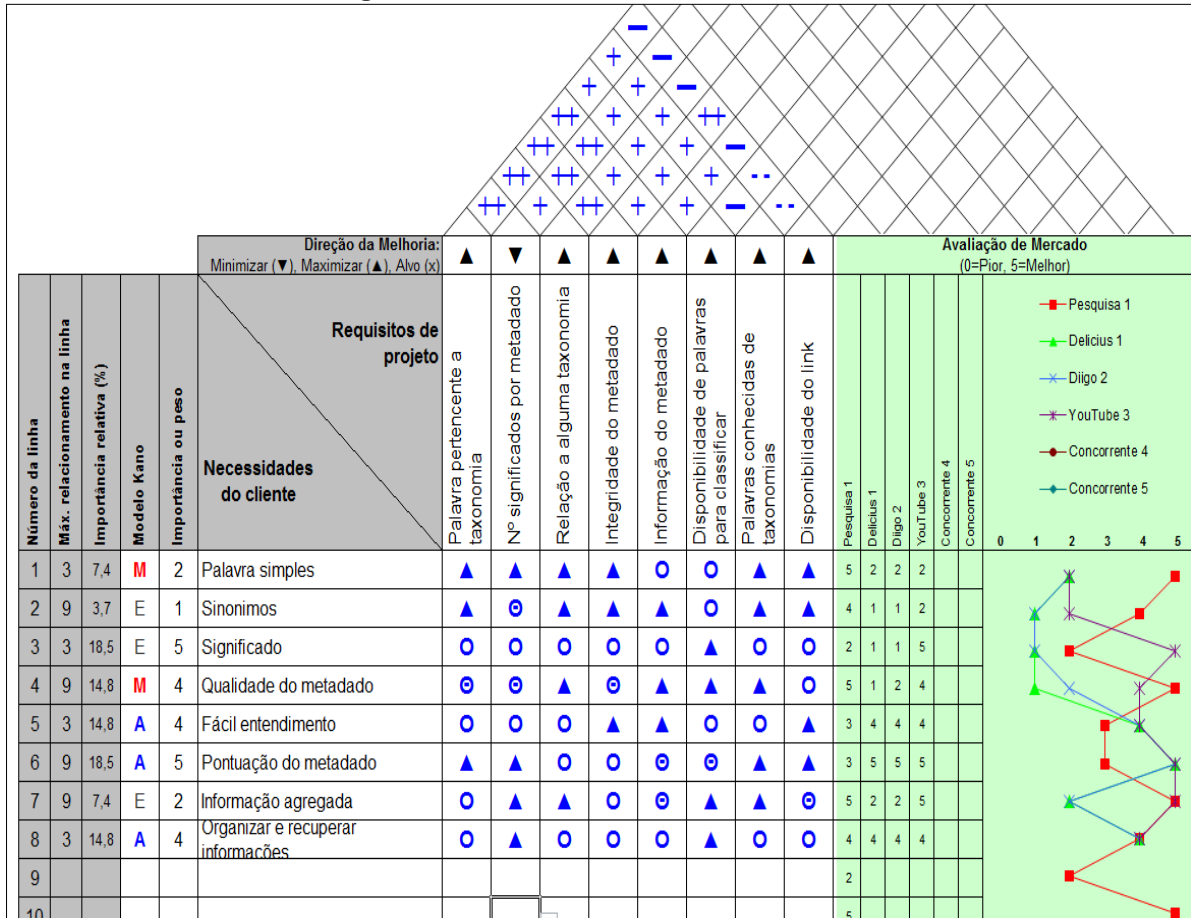 Direção da Melhoria:
Minimizar (▼), Maximizar (▲), Alvo (x)
▲ ▼ ▲ ▲ ▲ ▲ ▲ ▲
Avaliação de Mercado
(0=Pior, 5=Melhor)
Número da linha
Máx. relacionamento na linha
Importância relativa (%)
Modelo Kano
Importância ou peso
Requisitos de
projeto
Necessidades
do cliente
Palavra pertencente a
taxonomia
Nº significados por metadado
Relação a alguma taxonomia
Integridade do metadado
Informação do metadado
Disponibilidade de palavras
para classificar
Palavras conhecidas de
taxonomias
Disponibilidade do link
Pesquisa 1
Delicius 1
Diigo 2
YouTube 3
Concorrente 4
Concorrente 5
Pesquisa 1
Delicius 1
Diigo 2
YouTube 3
Concorrente 4
Concorrente 5
0 1 2 3 4 5
1 3 7,4 M 2 Palavra simples ▲ ▲ ▲ ▲ O O ▲ ▲ 5 2 2 2
2 9 3,7 E 1 Sinonimos ▲ ʘ ▲ ▲ ▲ O ▲ ▲ 4 1 1 2
3 3 18,5 E 5 Significado O O O O O ▲ O O 2 1 1 5
4 9 14,8 M 4 Qualidade do metadado ʘ ʘ ▲ ʘ ▲ ▲ ▲ O 5 1 2 4
5 3 14,8 A 4 Fácil entendimento O O O ▲ ▲ O O ▲ 3 4 4 4
6 9 18,5 A 5 Pontuação do metadado ▲ ▲ O O ʘ ʘ ▲ ▲ 3 5 5 5
7 9 7,4 E 2 Informação agregada O ▲ ▲ O ʘ ▲ ▲ ʘ 5 2 2 5
8 3 14,8 A 4 Organizar e recuperar
informações O ▲ O O O ▲ O O 4 4 4 4
9 2
10 5